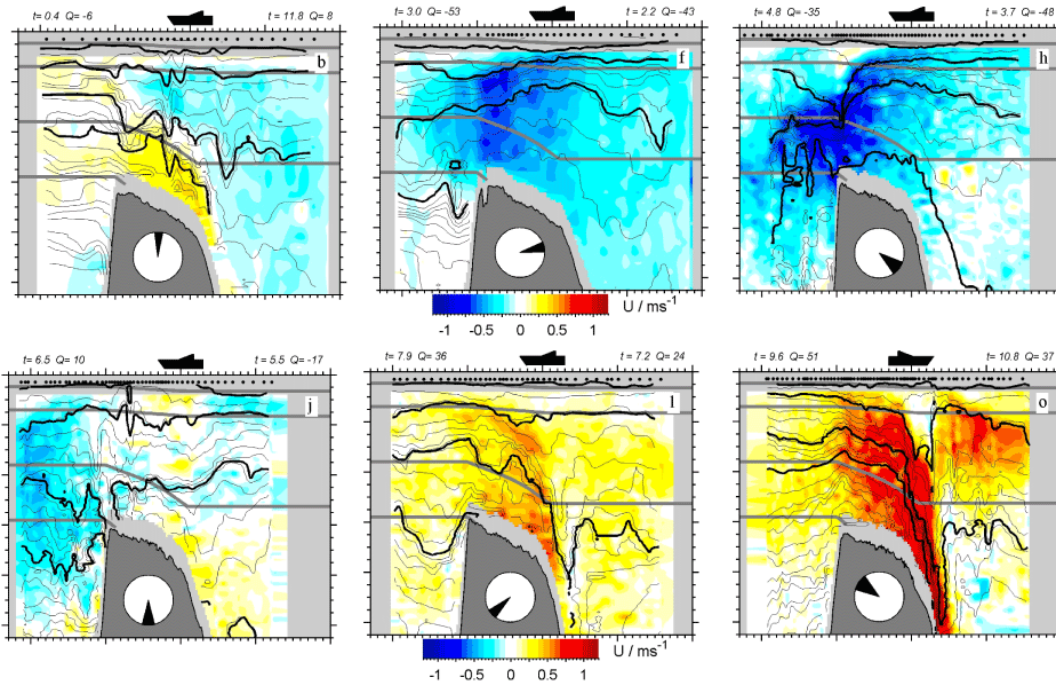 t= 0.4 Q= -6
t= 11.8 Q= 8
b
t= 3.0 Q= -53
t= 2.2 Q= -43
f
t= 4.8 Q= -35
t= 3.7 Q= -48
h
-1 -0.5 0 0.5 1
U / ms-1
t= 6.5 Q= 10
t= 5.5 Q= -17
j
t= 7.9 Q= 36
t= 7.2 Q= 24
l
t= 9.6 Q= 51
t= 10.8 Q= 37
o
-1 -0.5 0 0.5 1
U / ms-1